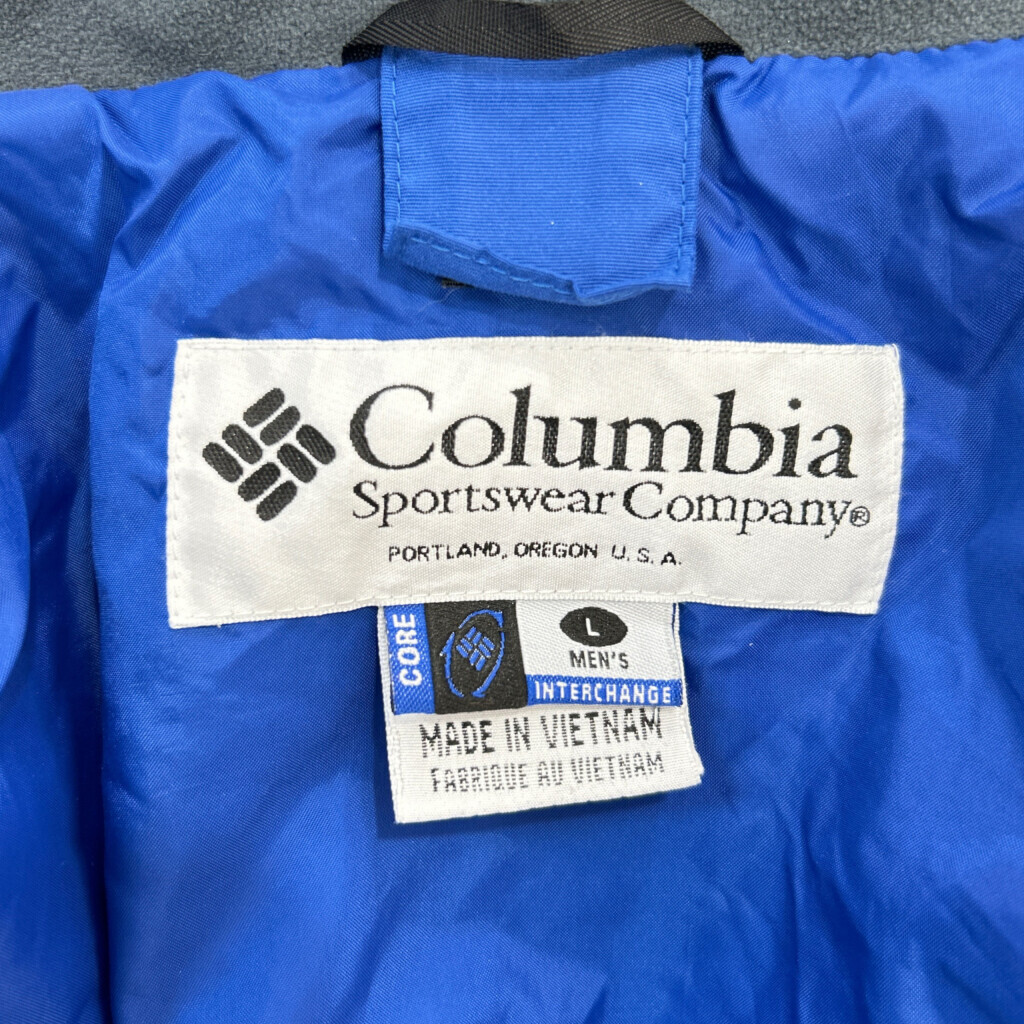 Columbia
Sportswear Company®
PORTLAND, OREGON U.S.A.
CORE
L
MEN'S
INTERCHANGE
MADE IN VIETNAM
FABRIQUE AU VIETNAM